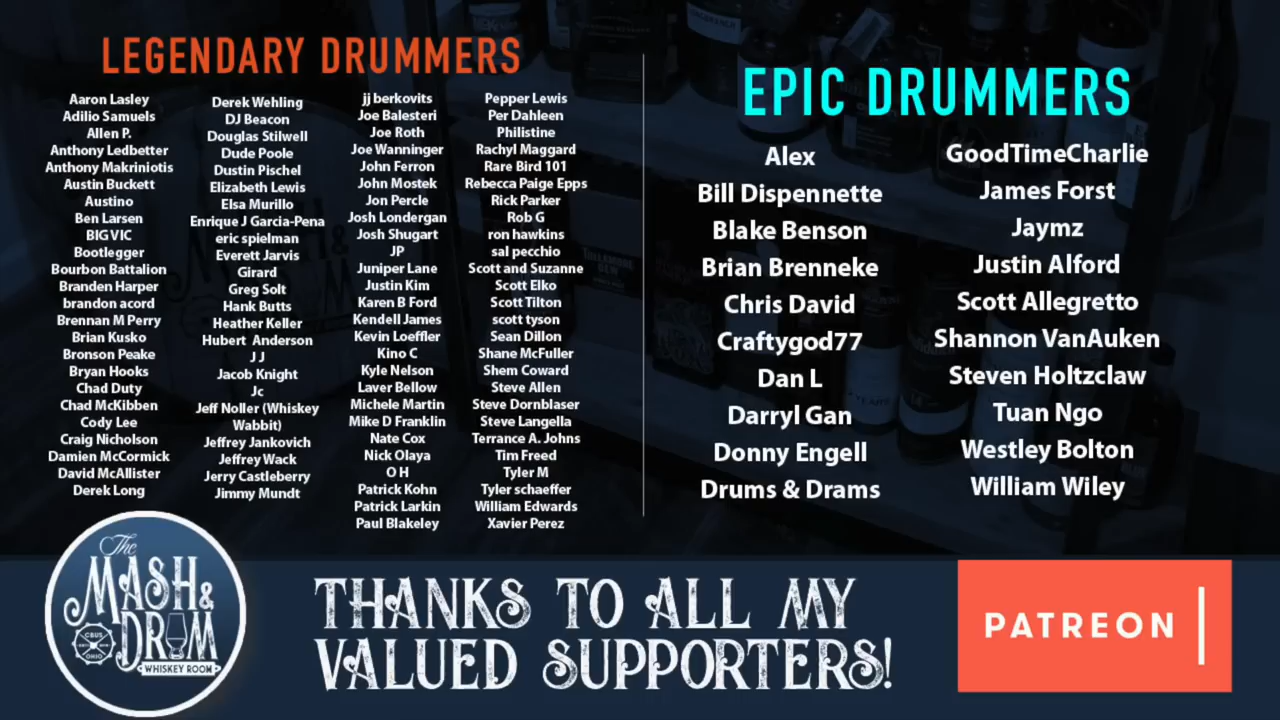 LEGENDARY DRUMMERS
Aaron Lasley
Adilio Samuels
Allen P.
Anthony Ledbetter
Anthony Makriniotis
Austin Buckett
Austino
Ben Larsen
BIG VIC
Bootlegger
Bourbon Battalion
Branden Harper
brandon acord
Brennan M Perry
Brian Kusko
Bronson Peake
Bryan Hooks
Chad Duty
Chad McKibben
Cody Lee
Craig Nicholson
Damien McCormick
David McAllister
Derek Long
Derek Wehling
DJ Beacon
Douglas Stilwell
Dude Poole
Dustin Pischel
Elizabeth Lewis
Elsa Murillo
Enrique J Garcia-Pena
eric spielman
Everett Jarvis
Girard
Greg Solt
Hank Butts
Heather Keller
Hubert Anderson
J J
Jacob Knight
Jc
Jeff Noller (Whiskey
Wabbit)
Jeffrey Jankovich
Jeffrey Wack
Jerry Castleberry
Jimmy Mundt
jj berkovits
Joe Balesteri
Joe Roth
Joe Wanninger
John Ferron
John Mostek
Jon Percle
Josh Londergan
Josh Shugart
JP
Juniper Lane
Justin Kim
Karen B Ford
Kendell James
Kevin Loeffler
Kino C
Kyle Nelson
Laver Bellow
Michele Martin
Mike D Franklin
Nate Cox
Nick Olaya
O H
Patrick Kohn
Patrick Larkin
Paul Blakeley
Pepper Lewis
Per Dahleen
Philistine
Rachyl Maggard
Rare Bird 101
Rebecca Paige Epps
Rick Parker
Rob G
ron hawkins
sal pecchio
Scott and Suzanne
Scott Elko
Scott Tilton
scott tyson
Sean Dillon
Shane McFuller
Shem Coward
Steve Allen
Steve Dornblaser
Steve Langella
Terrance A. Johns
Tim Freed
Tyler M
Tyler schaeffer
William Edwards
Xavier Perez
EPIC DRUMMERS
Alex
Bill Dispennette
Blake Benson
Brian Brenneke
Chris David
Craftygod77
Dan L
Darryl Gan
Donny Engell
Drums & Drams
GoodTimeCharlie
James Forst
Jaymz
Justin Alford
Scott Allegretto
Shannon VanAuken
Steven Holtzclaw
Tuan Ngo
Westley Bolton
William Wiley
The
MASH &
DRUM
CBUS
OHIO
WHISKEY ROOM
THANKS TO ALL MY
VALUED SUPPORTERS!
PATREON